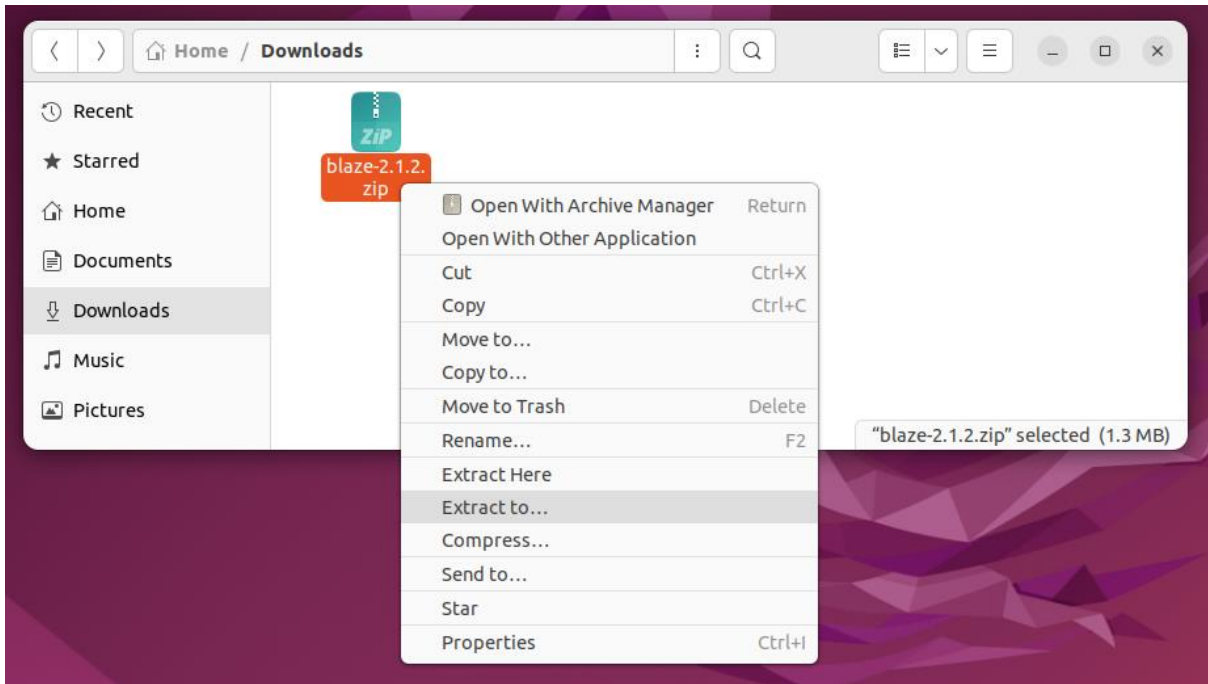 Home / Downloads
Recent
Starred
Home
Documents
Downloads
Music
Pictures
ZiP
blaze-2.1.2.
zip
Open With Archive Manager Return
Open With Other Application
Cut Ctrl+X
Copy Ctrl+C
Move to…
Copy to…
Move to Trash Delete
Rename… F2
Extract Here
Extract to…
Compress…
Send to…
Star
Properties Ctrl+I
“blaze-2.1.2.zip” selected (1.3 MB)